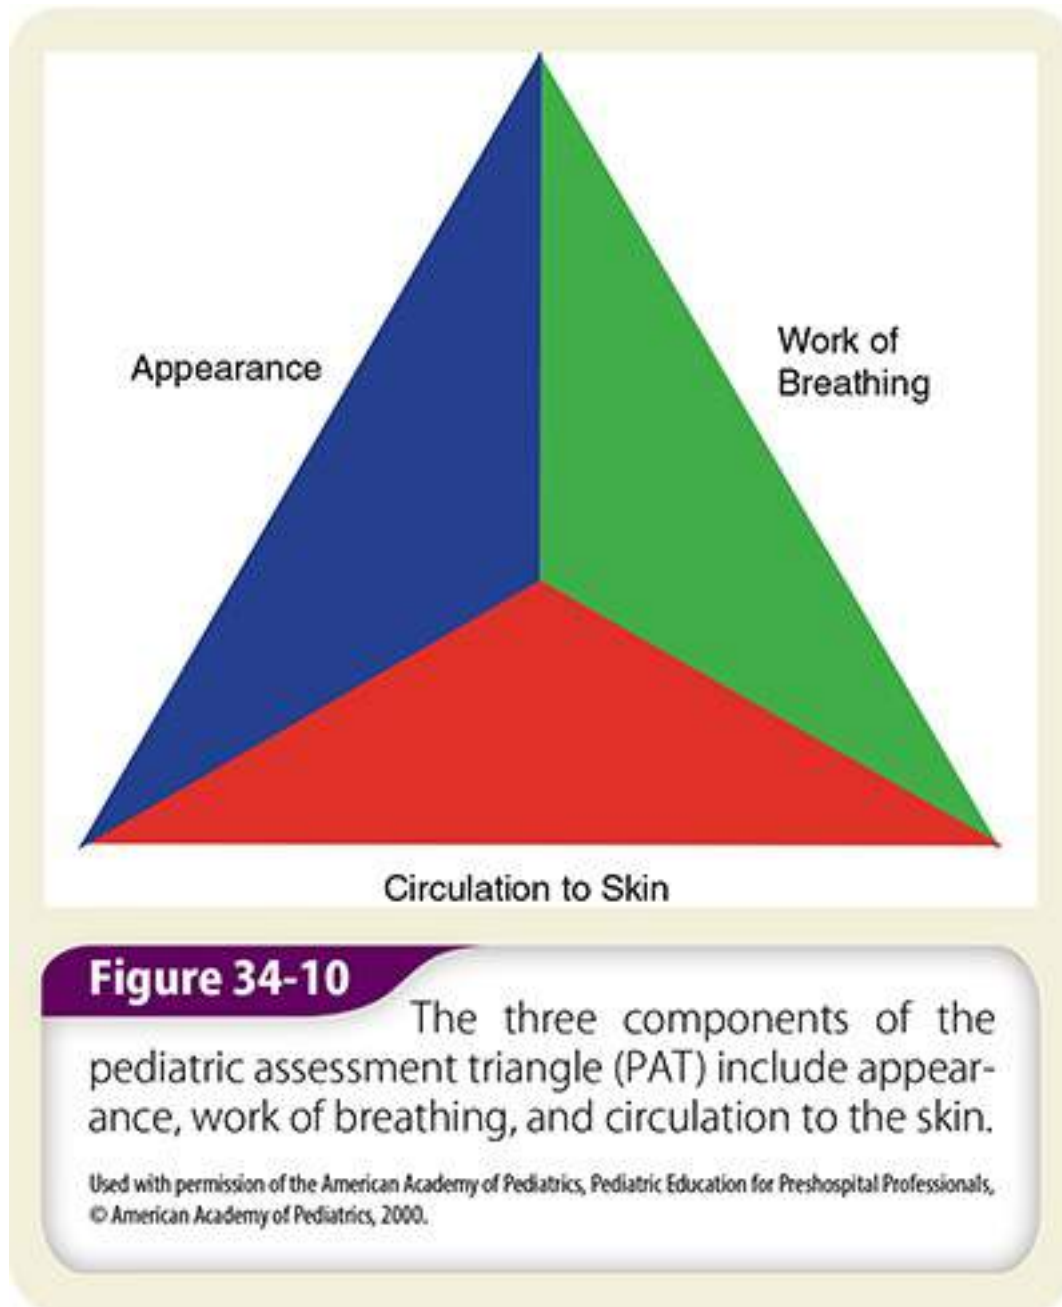 Appearance
Work of
Breathing
Circulation to Skin
Figure 34-10
The three components of the
pediatric assessment triangle (PAT) include appear-
ance, work of breathing, and circulation to the skin.
Used with permission of the American Academy of Pediatrics, Pediatric Education for Preshospital Professionals,
© American Academy of Pediatrics, 2000.